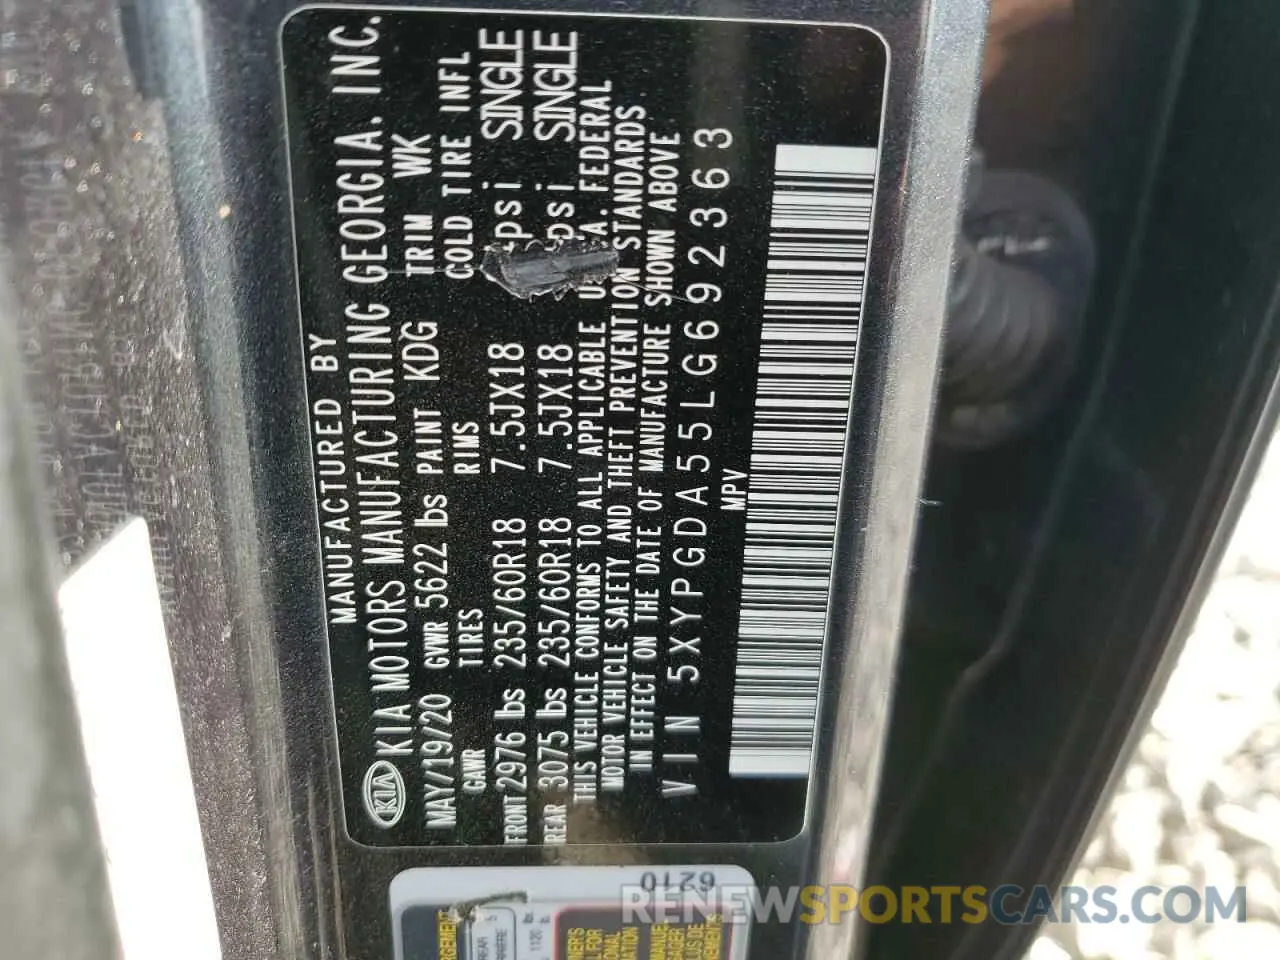 MANUFACTURED BY
KIA KIA MOTORS MANUFACTURING GEORGIA. INC.
MAY/19/20 GVWR 5622 lbs PAINT KDG TRIM WK
GAWR TIRES RIMS COLD TIRE INFL
FRONT 2976 lbs 235/60R18 7.5JX18 psi SINGLE
REAR 3075 lbs 235/60R18 7.5JX18 psi SINGLE
THIS VEHICLE CONFORMS TO ALL APPLICABLE U.S.A. FEDERAL
MOTOR VEHICLE SAFETY AND THEFT PREVENTION STANDARDS
IN EFFECT ON THE DATE OF MANUFACTURE SHOWN ABOVE
VIN 5XYPGDA55LG692363
MPV
6210
RENEWSPORTSCARS.COM